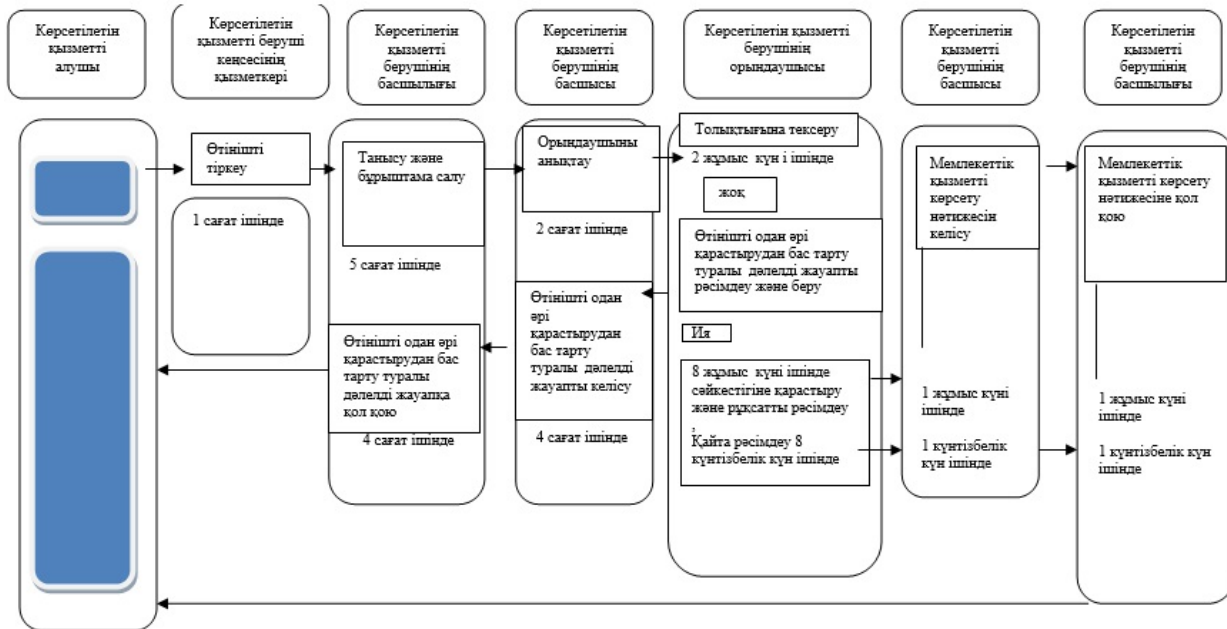 Көрсетілетін
қызметті
алушы
Көрсетілетін
қызметті беруші
кеңсесінің
қызметкері
Көрсетілетін
қызметті
берушінің
басшылығы
Көрсетілетін
қызметті
берушінің
басшысы
Көрсетілетін қызметті
берушінің
орындаушысы
Көрсетілетін
қызметті
берушінің
басшысы
Көрсетілетін
қызметті
берушінің
басшылығы
Өтінішті
тіркеу
1 сағат ішінде
Танысу және
бұрыштама салу
5 сағат ішінде
Өтінішті одан әрі
қарастырудан бас
тарту туралы
дәлелді жауапқа
қол қою
4 сағат ішінде
Орындаушыны
анықтау
2 сағат ішінде
Өтінішті одан
әрі
қарастырудан
бас тарту
туралы дәлелді
жауапты келісу
4 сағат ішінде
Толықтығына тексеру
2 жұмыс күн і ішінде
жоқ
Өтінішті одан әрі
қарастырудан бас тарту
туралы дәлелді жауапты
рәсімдеу және беру
Ия
8 жұмыс күні ішінде
сәйкестігіне қарастыру
және рұқсатты рәсімдеу
,
Қайта рәсімдеу 8
күнтізбелік күн ішінде
Мемлекеттік
қызметті
көрсету
нәтижесін
келісу
1 жұмыс күні
ішінде
1 күнтізбелік
күн ішінде
Мемлекеттік
қызметті көрсету
нәтижесіне қол
қою
1 жұмыс күні
ішінде
1 күнтізбелік күн
ішінде